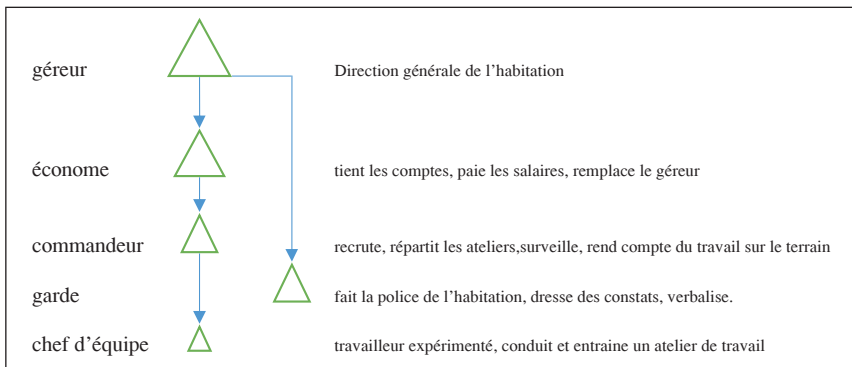 géreur Direction générale de l’habitation
économe tient les comptes, paie les salaires, remplace le géreur
commandeur recrute, répartit les ateliers,surveille, rend compte du travail sur le terrain
garde fait la police de l’habitation, dresse des constats, verbalise.
chef d’équipe travailleur expérimenté, conduit et entraine un atelier de travail